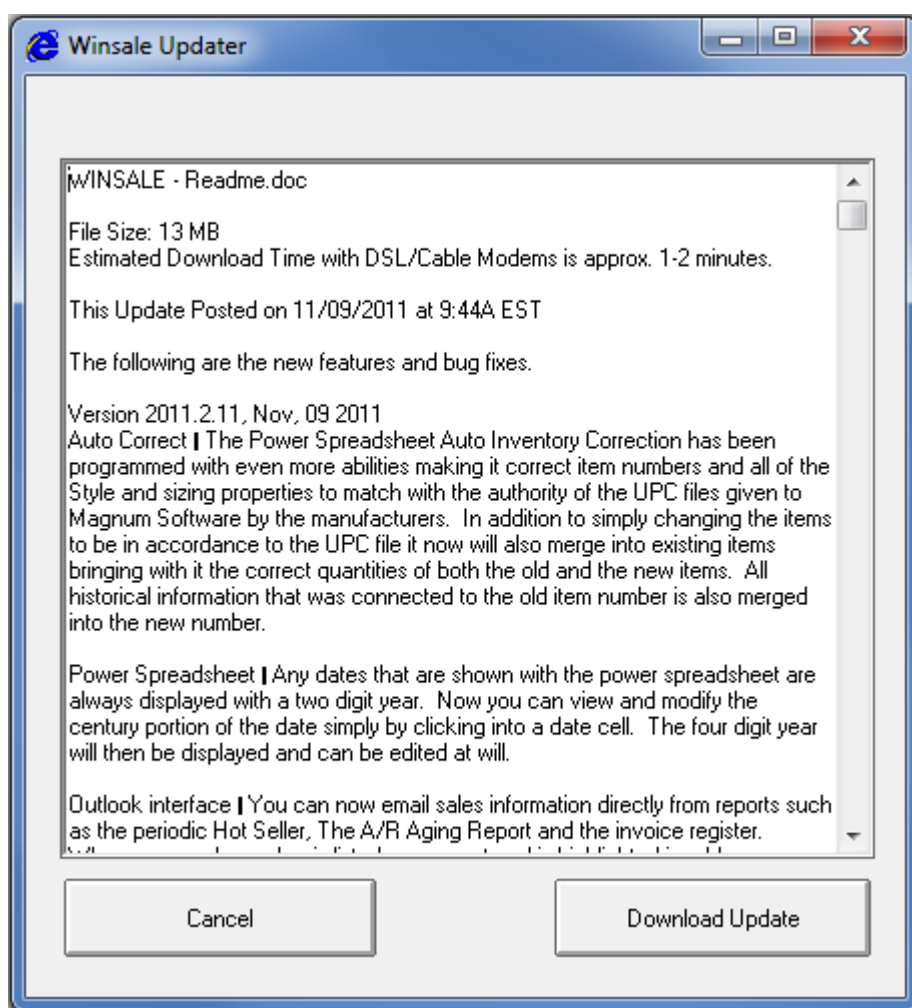 Winsale Updater
WINSALE - Readme.doc
File Size: 13 MB
Estimated Download Time with DSL/Cable Modems is approx. 1-2 minutes.
This Update Posted on 11/09/2011 at 9:44A EST
The following are the new features and bug fixes.
Version 2011.2.11, Nov, 09 2011
Auto Correct | The Power Spreadsheet Auto Inventory Correction has been
programmed with even more abilities making it correct item numbers and all of the
Style and sizing properties to match with the authority of the UPC files given to
Magnum Software by the manufacturers.  In addition to simply changing the items
to be in accordance to the UPC file it now will also merge into existing items
bringing with it the correct quantities of both the old and the new items.  All
historical information that was connected to the old item number is also merged
into the new number.
Power Spreadsheet | Any dates that are shown with the power spreadsheet are
always displayed with a two digit year.  Now you can view and modify the
century portion of the date simply by clicking into a date cell.  The four digit year
will then be displayed and can be edited at will.
Outlook interface | You can now email sales information directly from reports such
as the periodic Hot Seller, The A/R Aging Report and the invoice register.
Cancel
Download Update